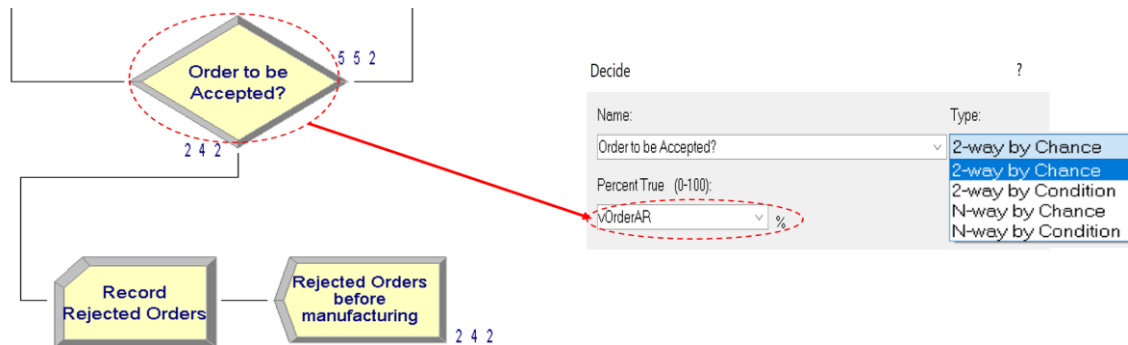 5 5 2
Order to be
Accepted?
2 4 2
Record
Rejected Orders
Rejected Orders
before
manufacturing
2 4 2
Decide
?
Name:
Type:
Order to be Accepted?
2-way by Chance
2-way by Chance
2-way by Condition
N-way by Chance
N-way by Condition
Percent True (0-100):
vOrderAR
%